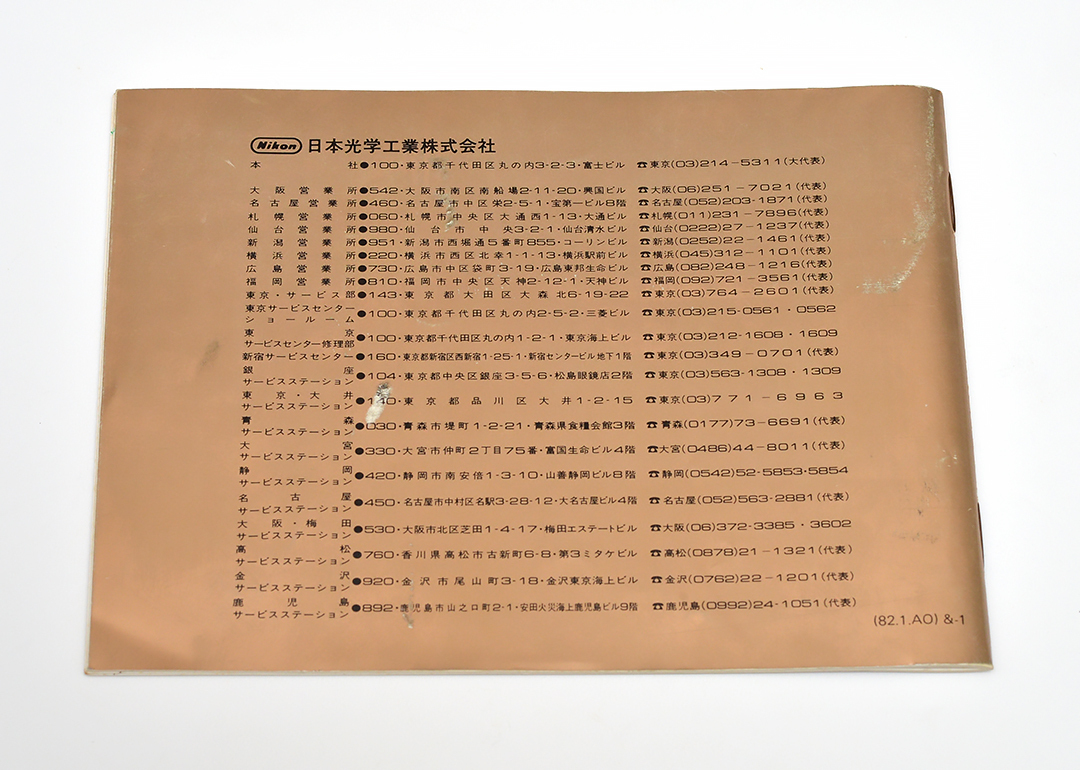 Nikon 日本光学工業株式会社
本社●100・東京都千代田区丸の内3-2-3・富士ビル ☎東京(03)214-5311(大代表)
大阪営業所●542・大阪市南区南船場2-11-20・興国ビル ☎大阪(06)251-7021(代表)
名古屋営業所●460・名古屋市中区栄2-5-1・宝第一ビル8階 ☎名古屋(052)203-1871(代表)
札幌営業所●060・札幌市中央区大通西1-13・大通ビル ☎札幌(011)231-7896(代表)
仙台営業所●980・仙台市中央3-2-1・仙台清水ビル ☎仙台(0222)27-1237(代表)
新潟営業所●951・新潟市西堀通5番町855・コーリンビル ☎新潟(0252)22-1461(代表)
横浜営業所●220・横浜市西区北幸1-1-13・横浜駅前ビル ☎横浜(045)312-1101(代表)
広島営業所●730・広島市中区袋町3-19・広島東邦生命ビル ☎広島(082)248-1216(代表)
福岡営業所●810・福岡市中央区天神2-12-1・天神ビル ☎福岡(092)721-3561(代表)
東京・サービス部●143・東京都大田区大森北6-19-22 ☎東京(03)764-2601(代表)
東京サービスセンター
ショールーム●100・東京都千代田区丸の内2-5-2・三菱ビル ☎東京(03)215-0561・0562
東京
サービスセンター修理部●100・東京都千代田区丸の内1-2-1・東京海上ビル ☎東京(03)212-1608・1609
新宿サービスセンター●160・東京都新宿区西新宿1-25-1・新宿センタービル地下1階 ☎東京(03)349-0701(代表)
銀座
サービスステーション●104・東京都中央区銀座3-5-6・松島眼鏡店2階 ☎東京(03)563-1308・1309
東京・大井
サービスステーション●140・東京都品川区大井1-2-15 ☎東京(03)771-6963
青森
サービスステーション●030・青森市堤町1-2-21・青森県食糧会館3階 ☎青森(0177)73-6691(代表)
大宮
サービスステーション●330・大宮市仲町2丁目75番・富国生命ビル4階 ☎大宮(0486)44-8011(代表)
静岡
サービスステーション●420・静岡市南安倍1-3-10・山善静岡ビル8階 ☎静岡(0542)52-5853・5854
名古屋
サービスステーション●450・名古屋市中村区名駅3-28-12・大名古屋ビル4階 ☎名古屋(052)563-2881(代表)
大阪・梅田
サービスステーション●530・大阪市北区芝田1-4-17・梅田エステートビル ☎大阪(06)372-3385・3602
高松
サービスステーション●760・香川県高松市古新町6-8・第3ミタケビル ☎高松(0878)21-1321(代表)
金沢
サービスステーション●920・金沢市尾山町3-18・金沢東京海上ビル ☎金沢(0762)22-1201(代表)
鹿児島
サービスステーション●892・鹿児島市山之口町2-1・安田火災海上鹿児島ビル9階 ☎鹿児島(0992)24-1051(代表)
(82.1.AO) &-1